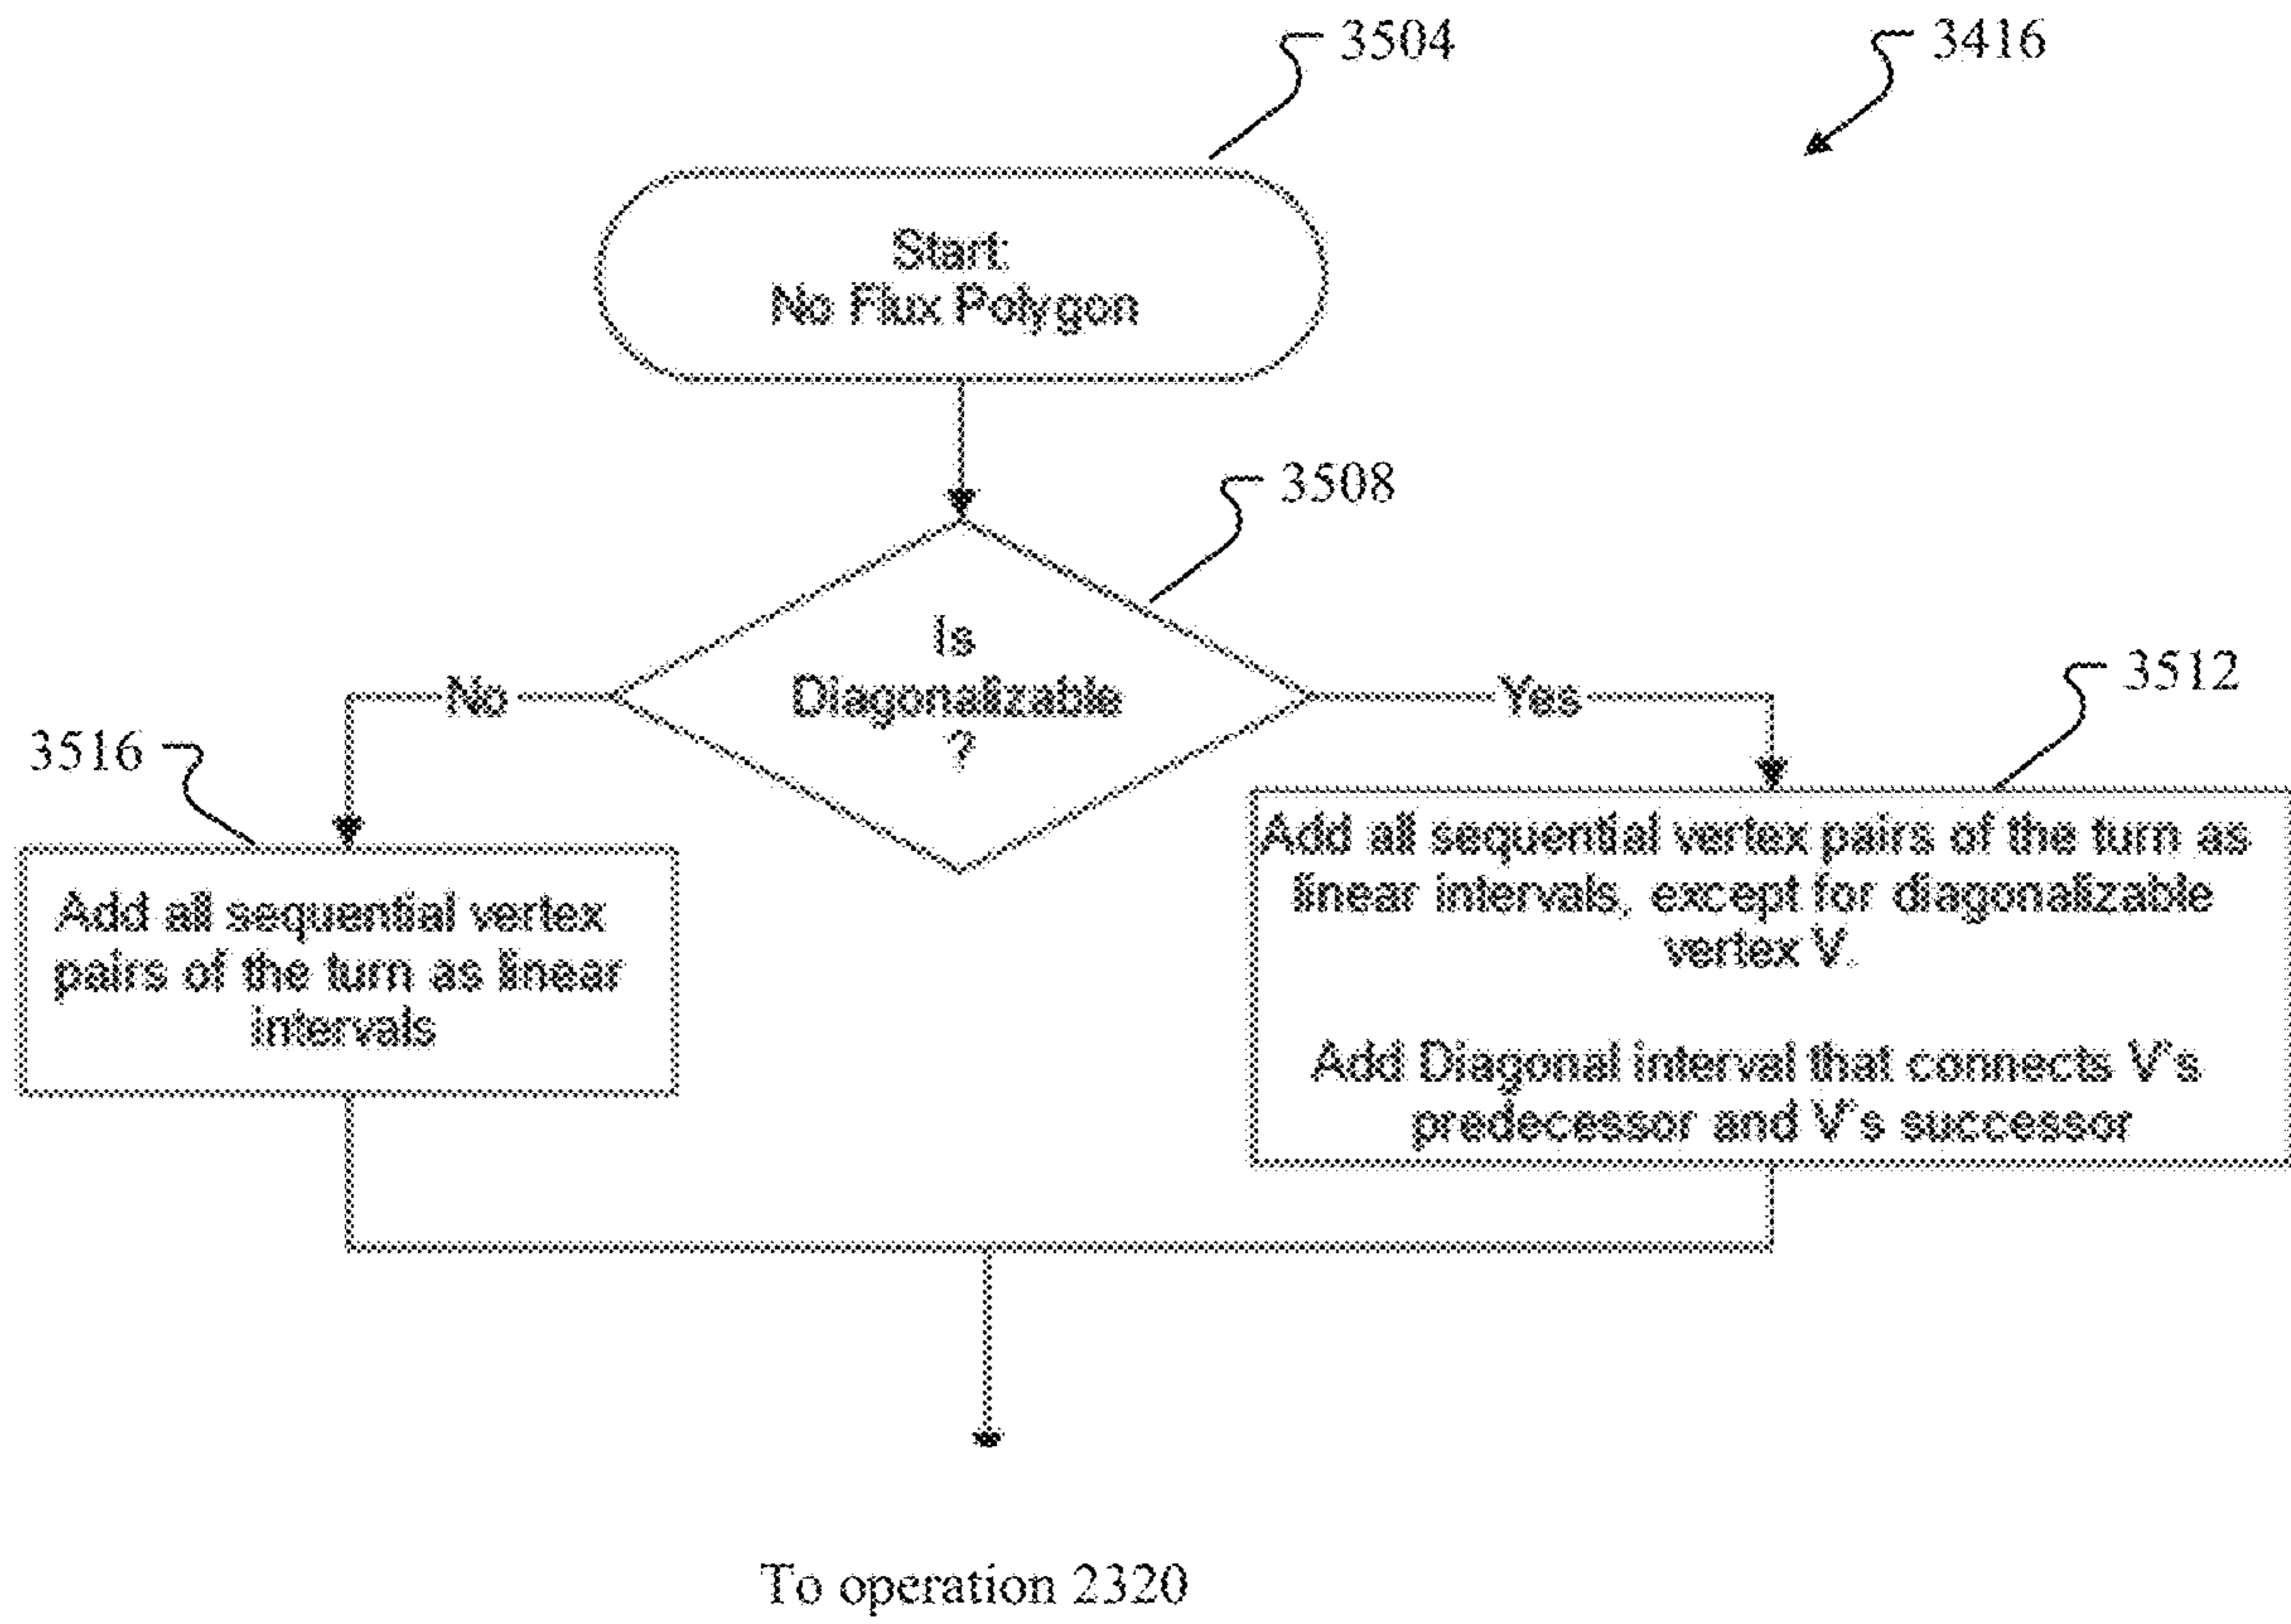 3504
3416
Start:
No Flux Polygon
3508
Is
Diagonalizable
?
No
Yes
3512
3516
Add all sequential vertex pairs of the turn as
linear intervals, except for diagonalizable
vertex V.
Add Diagonal interval that connects V's
predecessor and V's successor
Add all sequential vertex
pairs of the turn as linear
intervals
To operation 2320